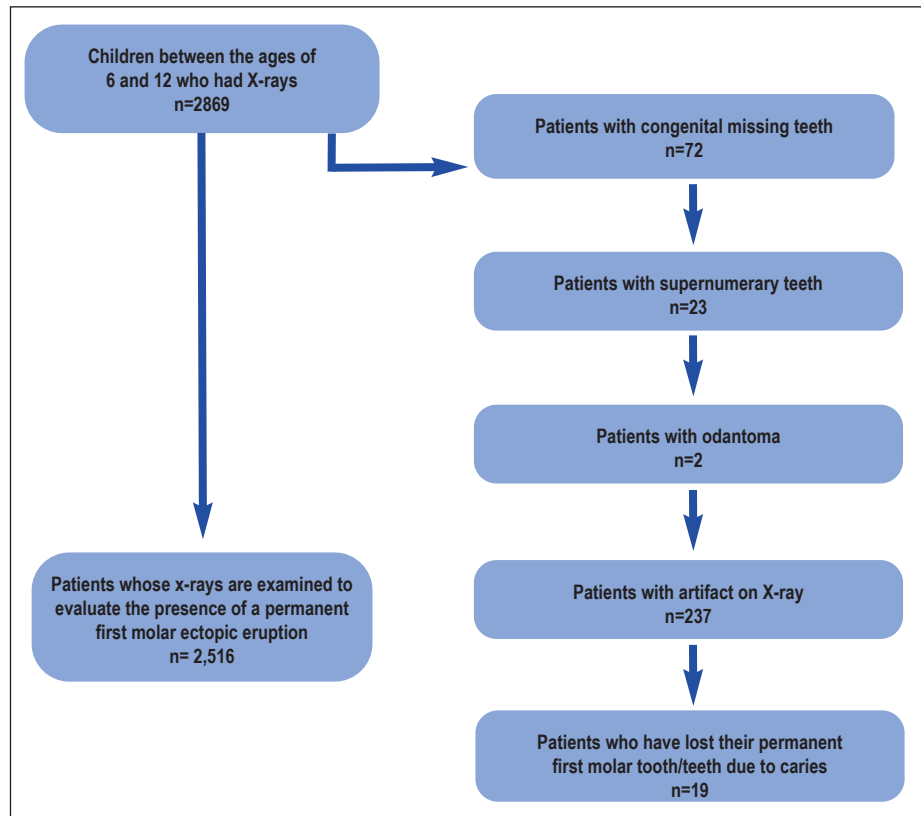 Children between the ages of
6 and 12 who had X-rays
n=2869
Patients with congenital missing teeth
n=72
Patients with supernumerary teeth
n=23
Patients with odantoma
n=2
Patients with artifact on X-ray
n=237
Patients who have lost their permanent
first molar tooth/teeth due to caries
n=19
Patients whose x-rays are examined to
evaluate the presence of a permanent
first molar ectopic eruption
n= 2,516